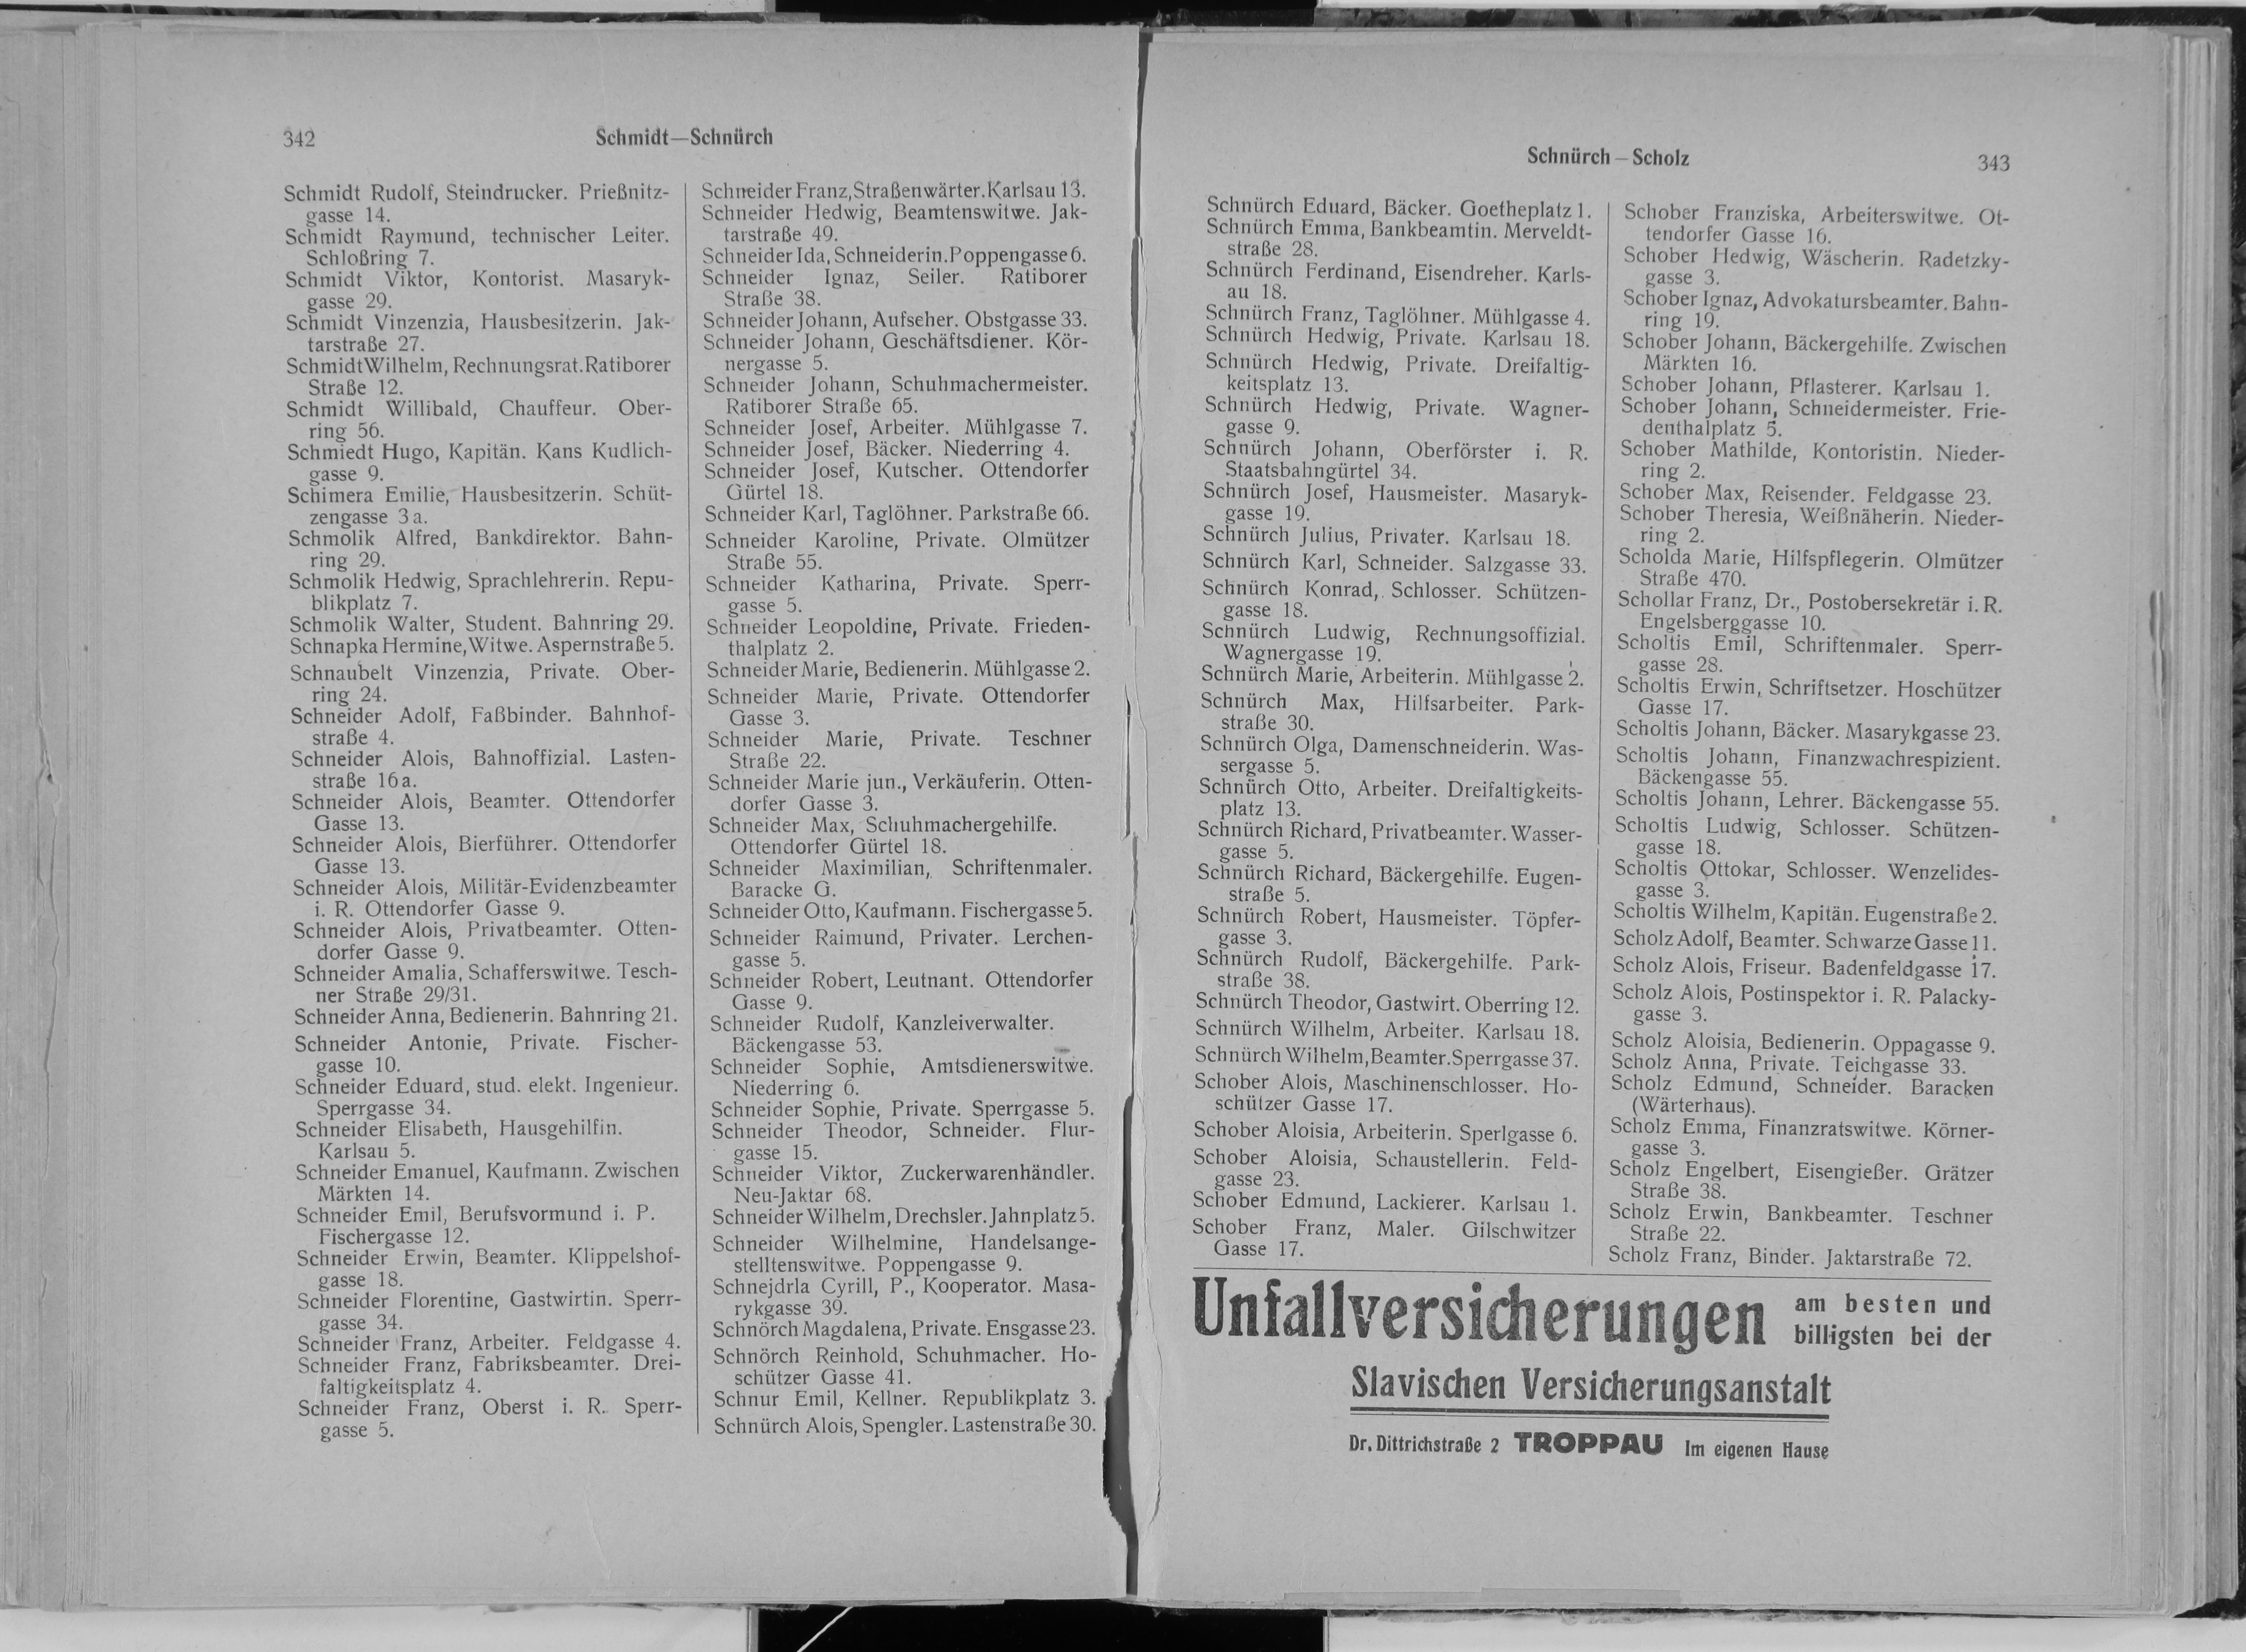 342
Schmidt—Schnürch
Schmidt Rudolf, Steindrucker. Prießnitz-
gasse 14.
Schmidt Raymund, technischer Leiter.
Schloßring 7.
Schmidt Viktor, Kontorist. Masaryk-
gasse 29.
Schmidt Vinzenzia, Hausbesitzerin. Jak-
tarstraße 27.
Schmidt Wilhelm, Rechnungsrat. Ratiborer
Straße 12.
Schmidt Willibald, Chauffeur. Ober-
ring 56.
Schmiedt Hugo, Kapitän. Kans Kudlich-
gasse 9.
Schimera Emilie, Hausbesitzerin. Schüt-
zengasse 3a.
Schmolik Alfred, Bankdirektor. Bahn-
ring 29.
Schmolik Hedwig, Sprachlehrerin. Repu-
blikplatz 7.
Schmolik Walter, Student. Bahnring 29.
Schnapka Hermine, Witwe. Aspernstraße 5.
Schnaubelt Vinzenzia, Private. Ober-
ring 24.
Schneider Adolf, Faßbinder. Bahnhof-
straße 4.
Schneider Alois, Bahnoffizial. Lasten-
straße 16a.
Schneider Alois, Beamter. Ottendorfer
Gasse 13.
Schneider Alois, Bierführer. Ottendorfer
Gasse 13.
Schneider Alois, Militär-Evidenzbeamter
i. R. Ottendorfer Gasse 9.
Schneider Alois, Privatbeamter. Otten-
dorfer Gasse 9.
Schneider Amalia, Schafferswitwe. Tesch-
ner Straße 29/31.
Schneider Anna, Bedienerin. Bahnring 21.
Schneider Antonie, Private. Fischer-
gasse 10.
Schneider Eduard, stud. elekt. Ingenieur.
Sperrgasse 34.
Schneider Elisabeth, Hausgehilfin.
Karlsau 5.
Schneider Emanuel, Kaufmann. Zwischen
Märkten 14.
Schneider Emil, Berufsvormund i. P.
Fischergasse 12.
Schneider Erwin, Beamter. Klippelshof-
gasse 18.
Schneider Florentine, Gastwirtin. Sperr-
gasse 34.
Schneider Franz, Arbeiter. Feldgasse 4.
Schneider Franz, Fabriksbeamter. Drei-
faltigkeitsplatz 4.
Schneider Franz, Oberst i. R. Sperr-
gasse 5.
Schneider Franz, Straßenwärter. Karlsau 13.
Schneider Hedwig, Beamtenswitwe. Jak-
tarstraße 49.
Schneider Ida, Schneiderin. Poppengasse 6.
Schneider Ignaz, Seiler. Ratiborer
Straße 38.
Schneider Johann, Aufseher. Obstgasse 33.
Schneider Johann, Geschäftsdiener. Kör-
nergasse 5.
Schneider Johann, Schuhmachermeister.
Ratiborer Straße 65.
Schneider Josef, Arbeiter. Mühlgasse 7.
Schneider Josef, Bäcker. Niederring 4.
Schneider Josef, Kutscher. Ottendorfer
Gürtel 18.
Schneider Karl, Taglöhner. Parkstraße 66.
Schneider Karoline, Private. Olmützer
Straße 55.
Schneider Katharina, Private. Sperr-
gasse 5.
Schneider Leopoldine, Private. Frieden-
thalplatz 2.
Schneider Marie, Bedienerin. Mühlgasse 2.
Schneider Marie, Private. Ottendorfer
Gasse 3.
Schneider Marie, Private. Teschner
Straße 22.
Schneider Marie jun., Verkäuferin. Otten-
dorfer Gasse 3.
Schneider Max, Schuhmachergehilfe.
Ottendorfer Gürtel 18.
Schneider Maximilian, Schriftenmaler.
Baracke G.
Schneider Otto, Kaufmann. Fischergasse 5.
Schneider Raimund, Privater. Lerchen-
gasse 5.
Schneider Robert, Leutnant. Ottendorfer
Gasse 9.
Schneider Rudolf, Kanzleiverwalter.
Bäckengasse 53.
Schneider Sophie, Amtsdienerswitwe.
Niederring 6.
Schneider Sophie, Private. Sperrgasse 5.
Schneider Theodor, Schneider. Flur-
gasse 15.
Schneider Viktor, Zuckerwarenhändler.
Neu-Jaktar 68.
Schneider Wilhelm, Drechsler. Jahnplatz 5.
Schneider Wilhelmine, Handelsange-
stelltenswitwe. Poppengasse 9.
Schnejdrla Cyrill, P., Kooperator. Masa-
rykgasse 39.
Schnörch Magdalena, Private. Ensgasse 23.
Schnörch Reinhold, Schuhmacher. Ho-
schützer Gasse 41.
Schnur Emil, Kellner. Republikplatz 3.
Schnürch Alois, Spengler. Lastenstraße 30.
Schnürch – Scholz
343
Schnürch Eduard, Bäcker. Goetheplatz 1.
Schnürch Emma, Bankbeamtin. Merveldt-
straße 28.
Schnürch Ferdinand, Eisendreher. Karls-
au 18.
Schnürch Franz, Taglöhner. Mühlgasse 4.
Schnürch Hedwig, Private. Karlsau 18.
Schnürch Hedwig, Private. Dreifaltig-
keitsplatz 13.
Schnürch Hedwig, Private. Wagner-
gasse 9.
Schnürch Johann, Oberförster i. R.
Staatsbahngürtel 34.
Schnürch Josef, Hausmeister. Masaryk-
gasse 19.
Schnürch Julius, Privater. Karlsau 18.
Schnürch Karl, Schneider. Salzgasse 33.
Schnürch Konrad, Schlosser. Schützen-
gasse 18.
Schnürch Ludwig, Rechnungsoffizial.
Wagnergasse 19.
Schnürch Marie, Arbeiterin. Mühlgasse 2.
Schnürch Max, Hilfsarbeiter. Park-
straße 30.
Schnürch Olga, Damenschneiderin. Was-
sergasse 5.
Schnürch Otto, Arbeiter. Dreifaltigkeits-
platz 13.
Schnürch Richard, Privatbeamter. Wasser-
gasse 5.
Schnürch Richard, Bäckergehilfe. Eugen-
straße 5.
Schnürch Robert, Hausmeister. Töpfer-
gasse 3.
Schnürch Rudolf, Bäckergehilfe. Park-
straße 38.
Schnürch Theodor, Gastwirt. Oberring 12.
Schnürch Wilhelm, Arbeiter. Karlsau 18.
Schnürch Wilhelm, Beamter. Sperrgasse 37.
Schober Alois, Maschinenschlosser. Ho-
schützer Gasse 17.
Schober Aloisia, Arbeiterin. Sperlgasse 6.
Schober Aloisia, Schaustellerin. Feld-
gasse 23.
Schober Edmund, Lackierer. Karlsau 1.
Schober Franz, Maler. Gilschwitzer
Gasse 17.
Schober Franziska, Arbeiterswitwe. Ot-
tendorfer Gasse 16.
Schober Hedwig, Wäscherin. Radetzky-
gasse 3.
Schober Ignaz, Advokatursbeamter. Bahn-
ring 19.
Schober Johann, Bäckergehilfe. Zwischen
Märkten 16.
Schober Johann, Pflasterer. Karlsau 1.
Schober Johann, Schneidermeister. Frie-
denthalplatz 5.
Schober Mathilde, Kontoristin. Nieder-
ring 2.
Schober Max, Reisender. Feldgasse 23.
Schober Theresia, Weißnäherin. Nieder-
ring 2.
Scholda Marie, Hilfspflegerin. Olmützer
Straße 470.
Schollar Franz, Dr., Postobersekretär i. R.
Engelsberggasse 10.
Scholtis Emil, Schriftenmaler. Sperr-
gasse 28.
Scholtis Erwin, Schriftsetzer. Hoschützer
Gasse 17.
Scholtis Johann, Bäcker. Masarykgasse 23.
Scholtis Johann, Finanzwachrespizient.
Bäckengasse 55.
Scholtis Johann, Lehrer. Bäckengasse 55.
Scholtis Ludwig, Schlosser. Schützen-
gasse 18.
Scholtis Ottokar, Schlosser. Wenzelides-
gasse 3.
Scholtis Wilhelm, Kapitän. Eugenstraße 2.
Scholz Adolf, Beamter. Schwarze Gasse 11.
Scholz Alois, Friseur. Badenfeldgasse 17.
Scholz Alois, Postinspektor i. R. Palacky-
gasse 3.
Scholz Aloisia, Bedienerin. Oppagasse 9.
Scholz Anna, Private. Teichgasse 33.
Scholz Edmund, Schneider. Baracken
(Wärterhaus).
Scholz Emma, Finanzratswitwe. Körner-
gasse 3.
Scholz Engelbert, Eisengießer. Grätzer
Straße 38.
Scholz Erwin, Bankbeamter. Teschner
Straße 22.
Scholz Franz, Binder. Jaktarstraße 72.
Unfallversicherungen am besten und
billigsten bei der
Slavischen Versicherungsanstalt
Dr. Dittrichstraße 2 TROPPAU Im eigenen Hause